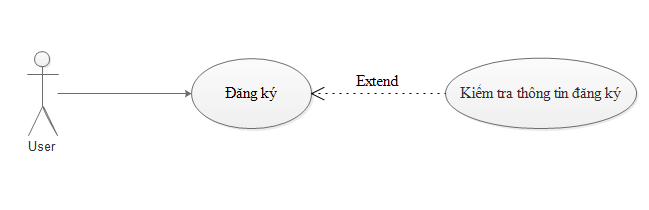 Extend
Đăng ký
Kiểm tra thông tin đăng ký
User